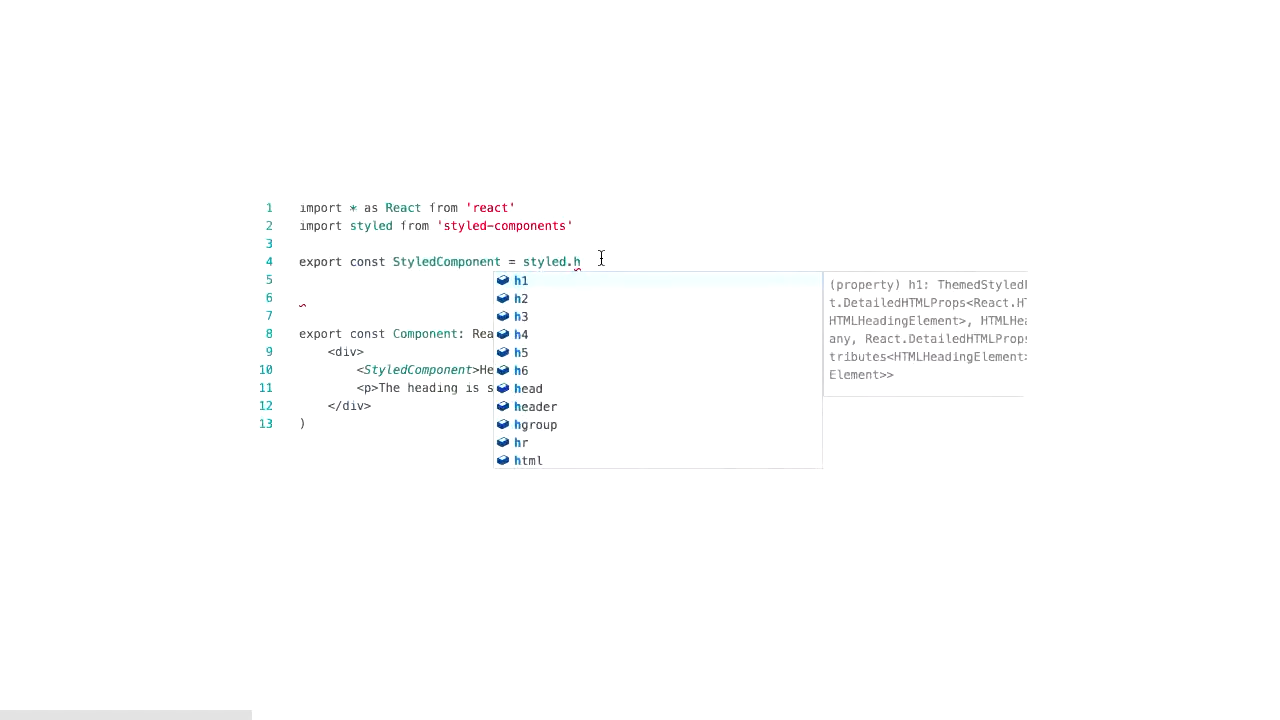 1 import * as React from 'react'
2 import styled from 'styled-components'
3
4 export const StyledComponent = styled.h
5
6
7
8 export const Component: Rea
9 <div>
10 <StyledComponent>He
11 <p>The heading is s
12 </div>
13 )
h1
h2
h3
h4
h5
h6
head
header
hgroup
hr
html
(property) h1: ThemedStyled
t.DetailedHTMLProps<React.HT
HTMLHeadingElement>, HTMLHea
any, React.DetailedHTMLProps
tributes<HTMLHeadingElement>
Element>>